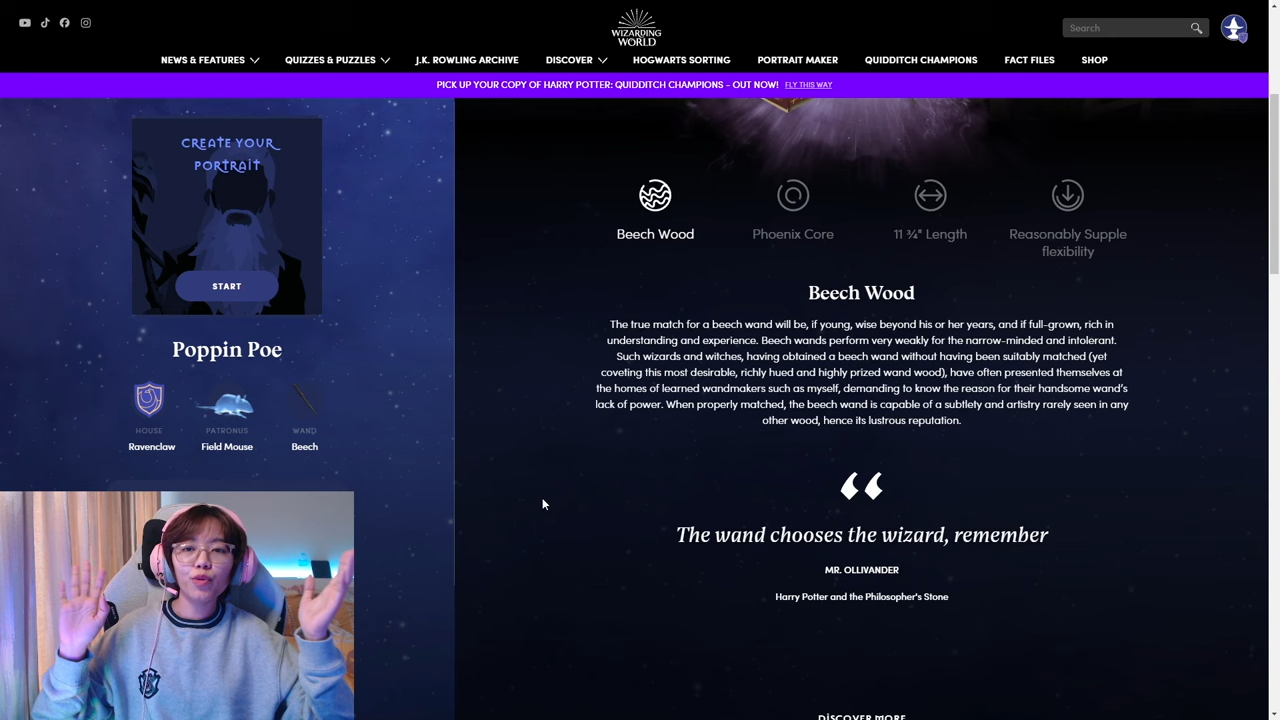 WIZARDING
WORLD
Search
NEWS & FEATURES
QUIZZES & PUZZLES
J.K. ROWLING ARCHIVE
DISCOVER
HOGWARTS SORTING
PORTRAIT MAKER
QUIDDITCH CHAMPIONS
FACT FILES
SHOP
PICK UP YOUR COPY OF HARRY POTTER: QUIDDITCH CHAMPIONS – OUT NOW! FLY THIS WAY
CREATE YOUR
PORTRAIT
START
Poppin Poe
HOUSE
Ravenclaw
PATRONUS
Field Mouse
WAND
Beech
Beech Wood
Phoenix Core
11 ¾" Length
Reasonably Supple
flexibility
Beech Wood
The true match for a beech wand will be, if young, wise beyond his or her years, and if full-grown, rich in
understanding and experience. Beech wands perform very weakly for the narrow-minded and intolerant.
Such wizards and witches, having obtained a beech wand without having been suitably matched (yet
coveting this most desirable, richly hued and highly prized wand wood), have often presented themselves at
the homes of learned wandmakers such as myself, demanding to know the reason for their handsome wand's
lack of power. When properly matched, the beech wand is capable of a subtlety and artistry rarely seen in any
other wood, hence its lustrous reputation.
“
The wand chooses the wizard, remember
MR. OLLIVANDER
Harry Potter and the Philosopher's Stone
DISCOVER MORE